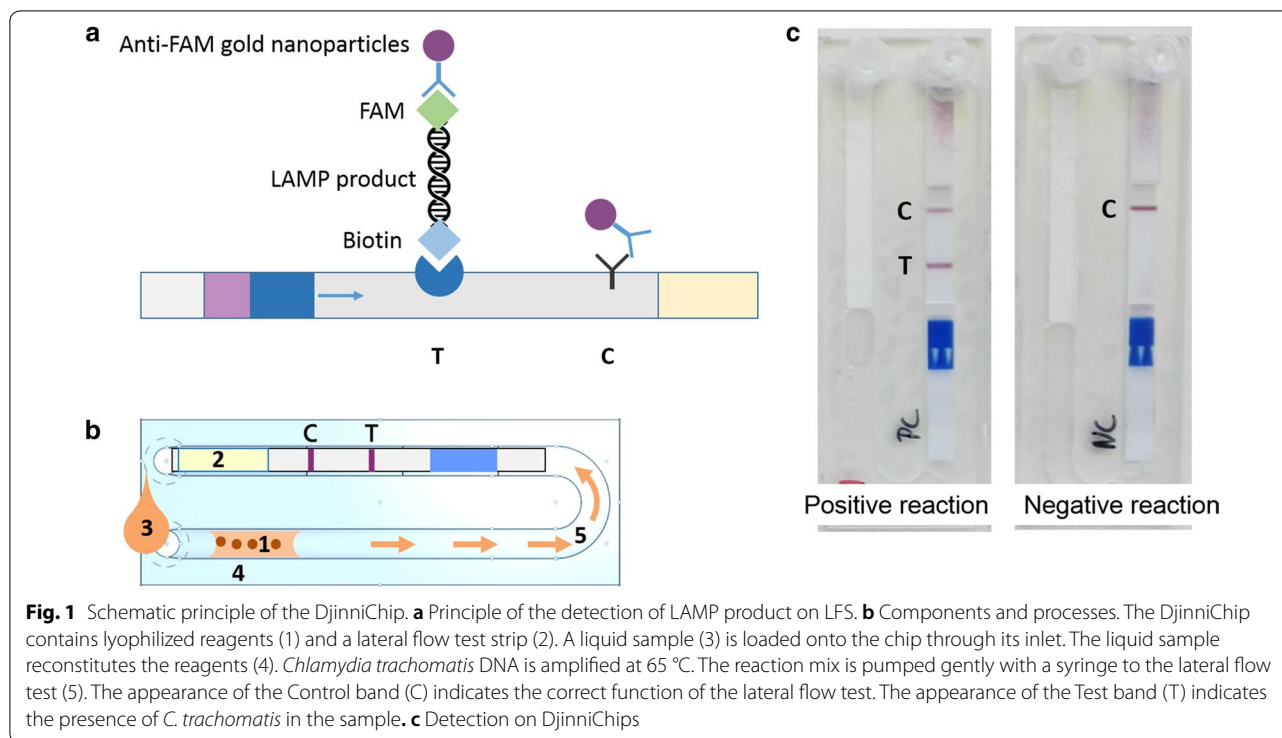 a
Anti-FAM gold nanoparticles
FAM
LAMP product
Biotin
T
C
b
C
T
2
3
1
4
5
c
C
T
PC
C
NC
Positive reaction
Negative reaction
Fig. 1 Schematic principle of the DjinniChip. a Principle of the detection of LAMP product on LFS. b Components and processes. The DjinniChip
contains lyophilized reagents (1) and a lateral flow test strip (2). A liquid sample (3) is loaded onto the chip through its inlet. The liquid sample
reconstitutes the reagents (4). Chlamydia trachomatis DNA is amplified at 65 °C. The reaction mix is pumped gently with a syringe to the lateral flow
test (5). The appearance of the Control band (C) indicates the correct function of the lateral flow test. The appearance of the Test band (T) indicates
the presence of C. trachomatis in the sample. c Detection on DjinniChips